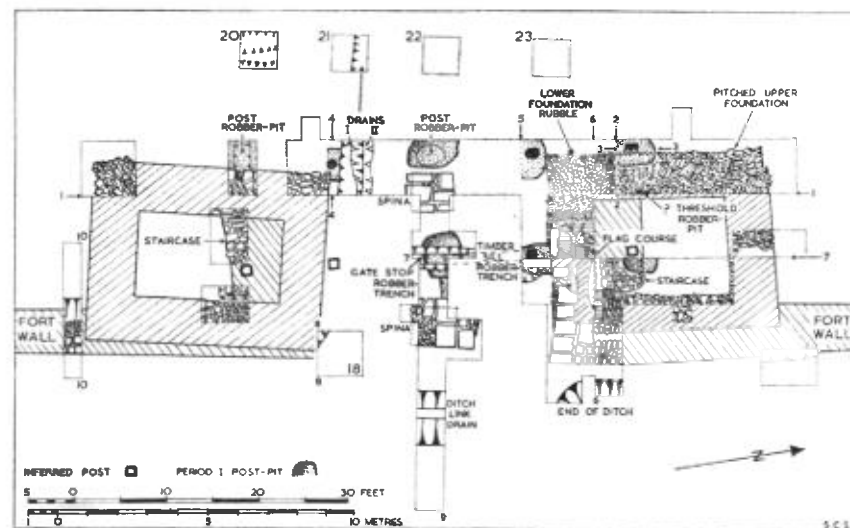 20
21
22
23
POST
ROBBER-PIT
4
DRAINS
I II
POST
ROBBER-PIT
5
LOWER
FOUNDATION
RUBBLE
6 2
3 3
PITCHED UPPER
FOUNDATION
1
1
SPINA
THRESHOLD
ROBBER-
PIT
10
STAIRCASE
TIMBER
SILL
ROBBER-
TRENCH
FLAG COURSE
7
7
GATE STOP
ROBBER-
TRENCH
STAIRCASE
FORT
WALL
SPINA
FORT
WALL
10
18
DITCH
LINK
DRAIN
END OF DITCH
N
INFERRED POST
PERIOD I POST-PIT
5 0 10 20 30 FEET
1 0 5 10 METRES
S C S